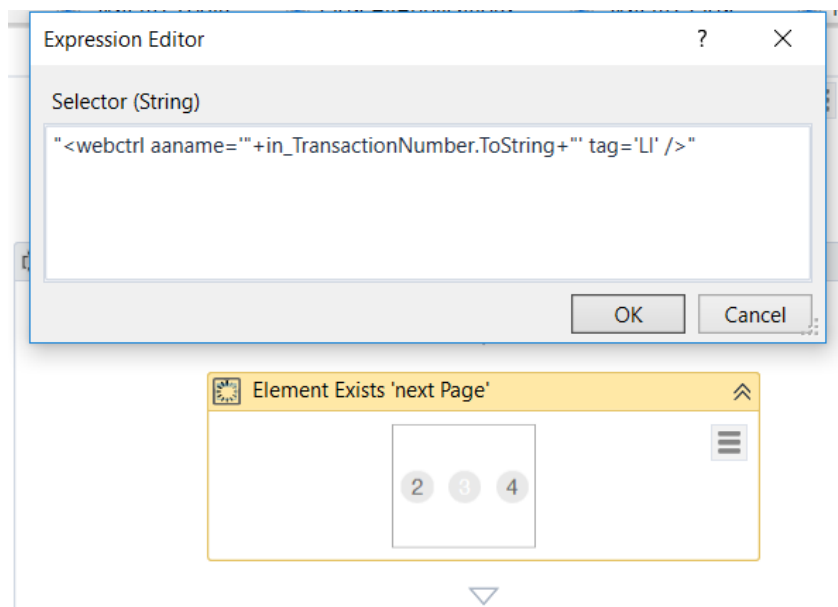 Expression Editor ?
Selector (String)
"<webctrl aaname='"+in_TransactionNumber.ToString+"' tag='LI' />"
OK Cancel
Element Exists 'next Page'
2 3 4